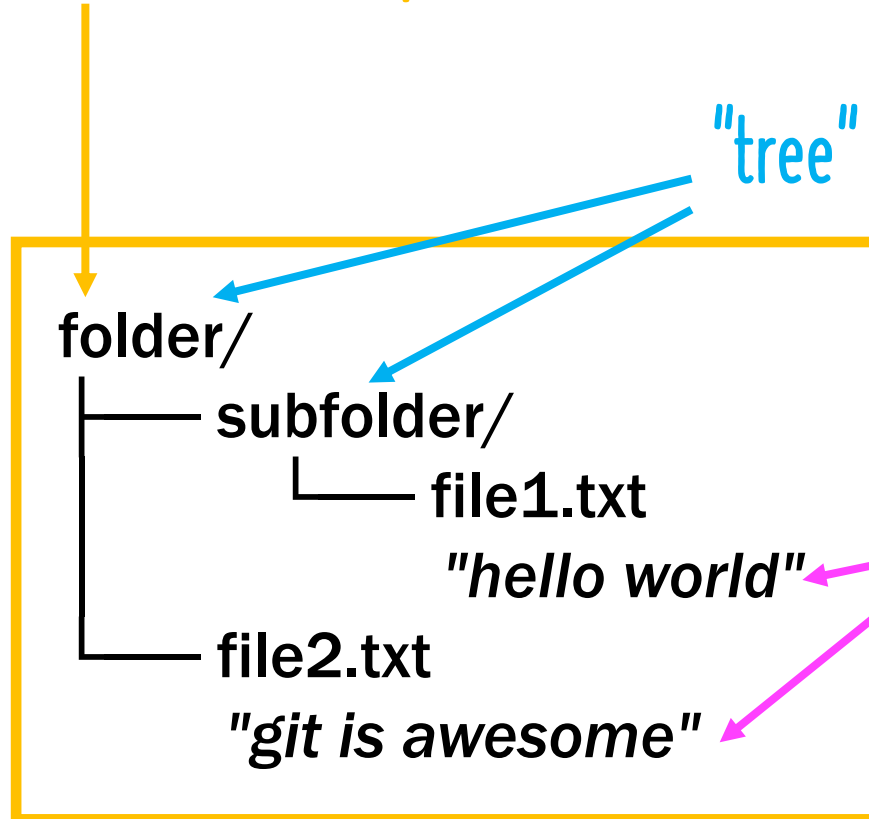 "tree"
folder/
subfolder/
file1.txt
"hello world"
file2.txt
"git is awesome"